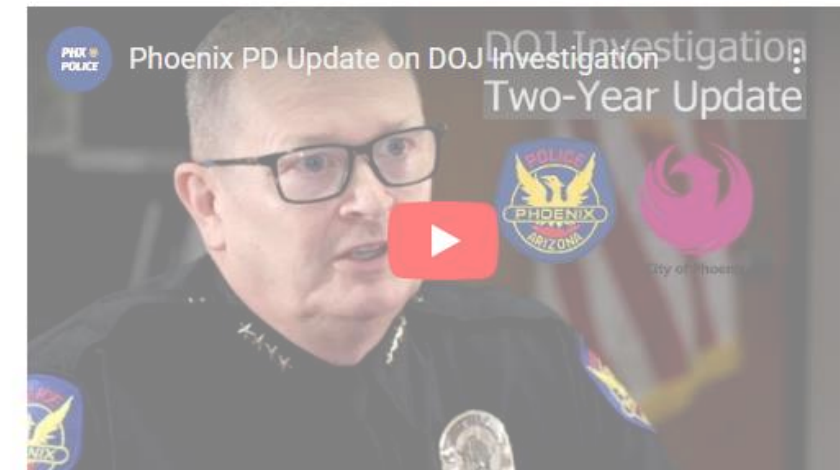 PHX
POLICE
Phoenix PD Update on DOJ Investigation
DOJ Investigation
Two-Year Update
POLICE
PHOENIX
ARIZONA
City of Phoenix
NIX